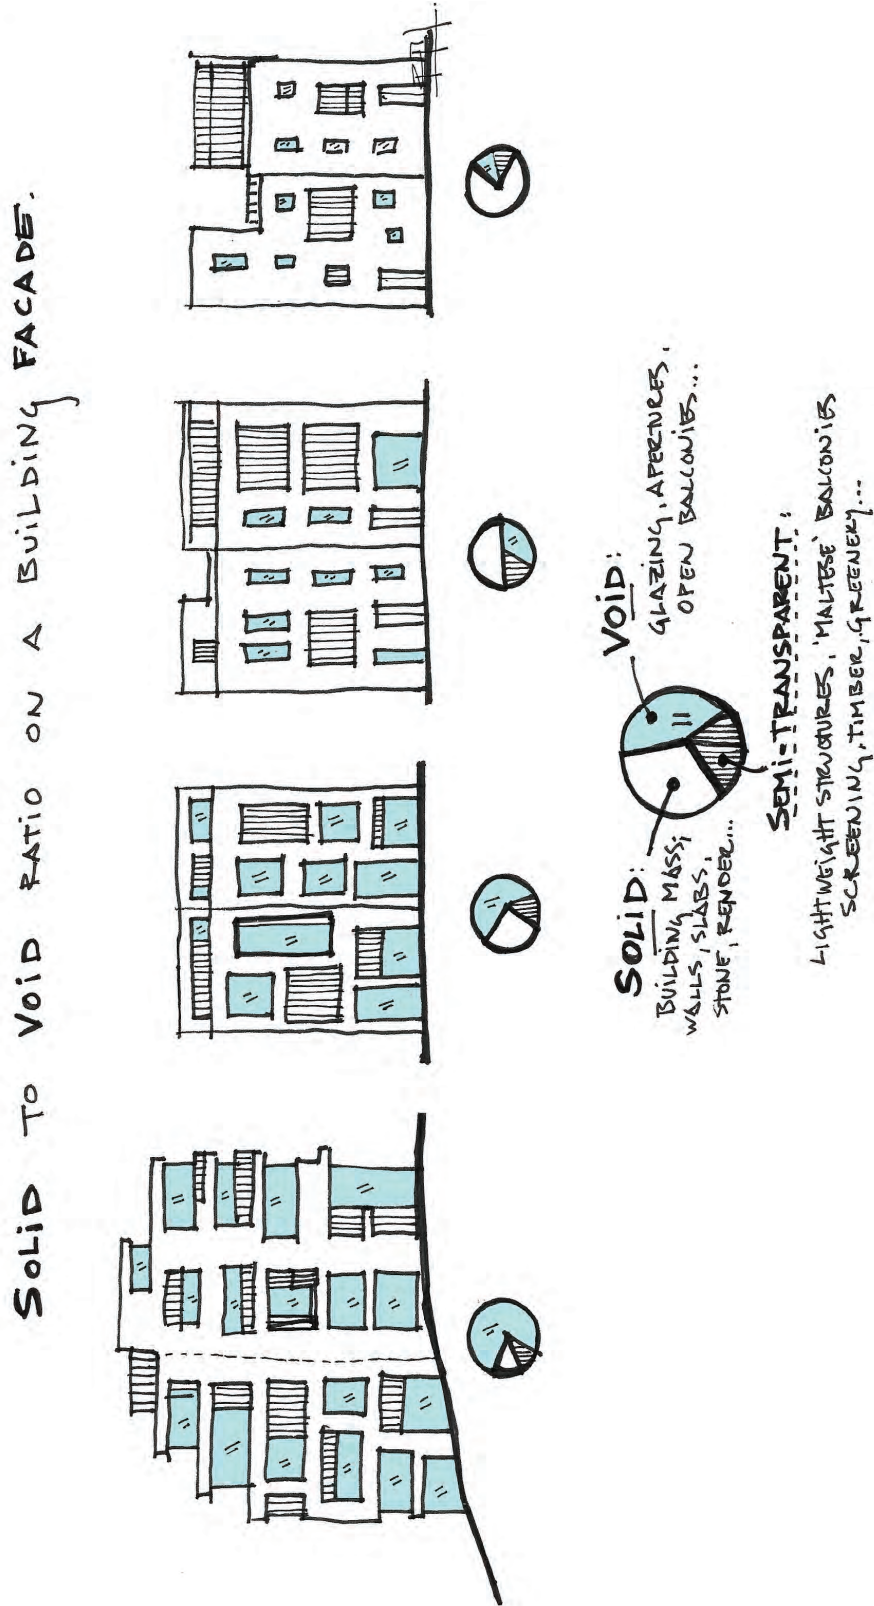 SOLID TO VOID RATIO ON A BUILDING FACADE.
SOLID:
BUILDING MASS;
WALLS, SLABS,
STONE, RENDER...
VOID:
GLAZING, APERTURES,
OPEN BALCONIES...
SEMI-TRANSPARENT:
LIGHTWEIGHT STRUCTURES, 'MALTESE' BALCONIES
SCREENING, TIMBER, GREENERY...